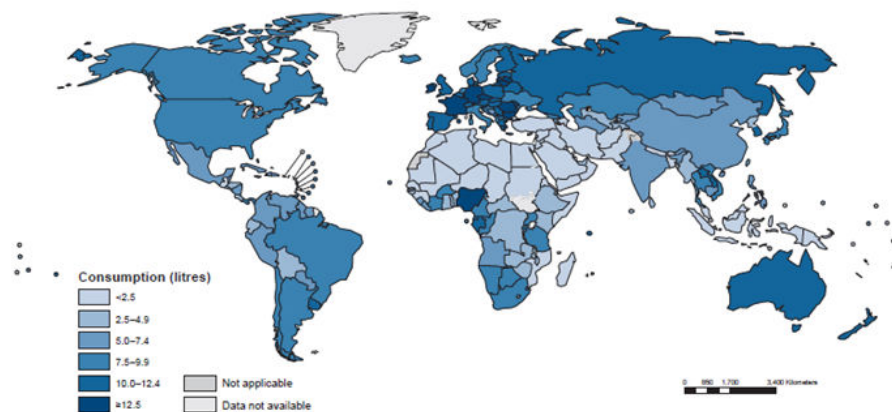 Consumption (litres)
<2.5
2.5–4.9
5.0–7.4
7.5–9.9
10.0–12.4
≥12.5
Not applicable
Data not available
0 850 1,700 3,400 Kilometers